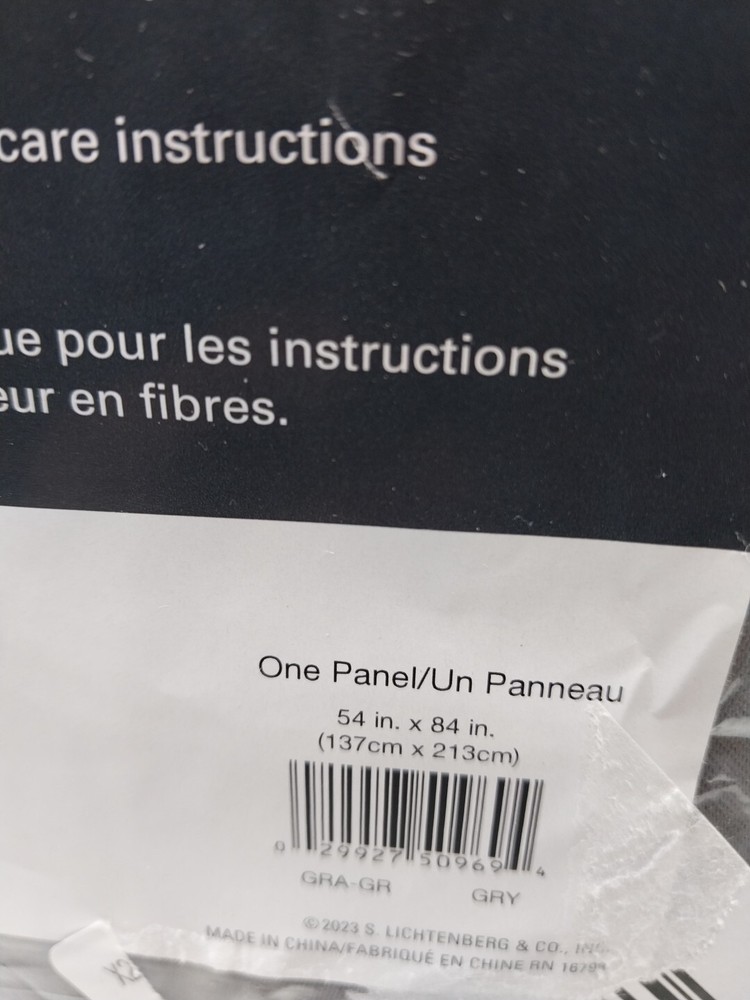 care instructions
ue pour les instructions
eur en fibres.
One Panel/Un Panneau
54 in. x 84 in.
(137cm x 213cm)
0 29927 50969 4
GRA-GR GRY
©2023 S. LICHTENBERG & CO.,
MADE IN CHINA/FABRIQUÉ EN CHINE RN